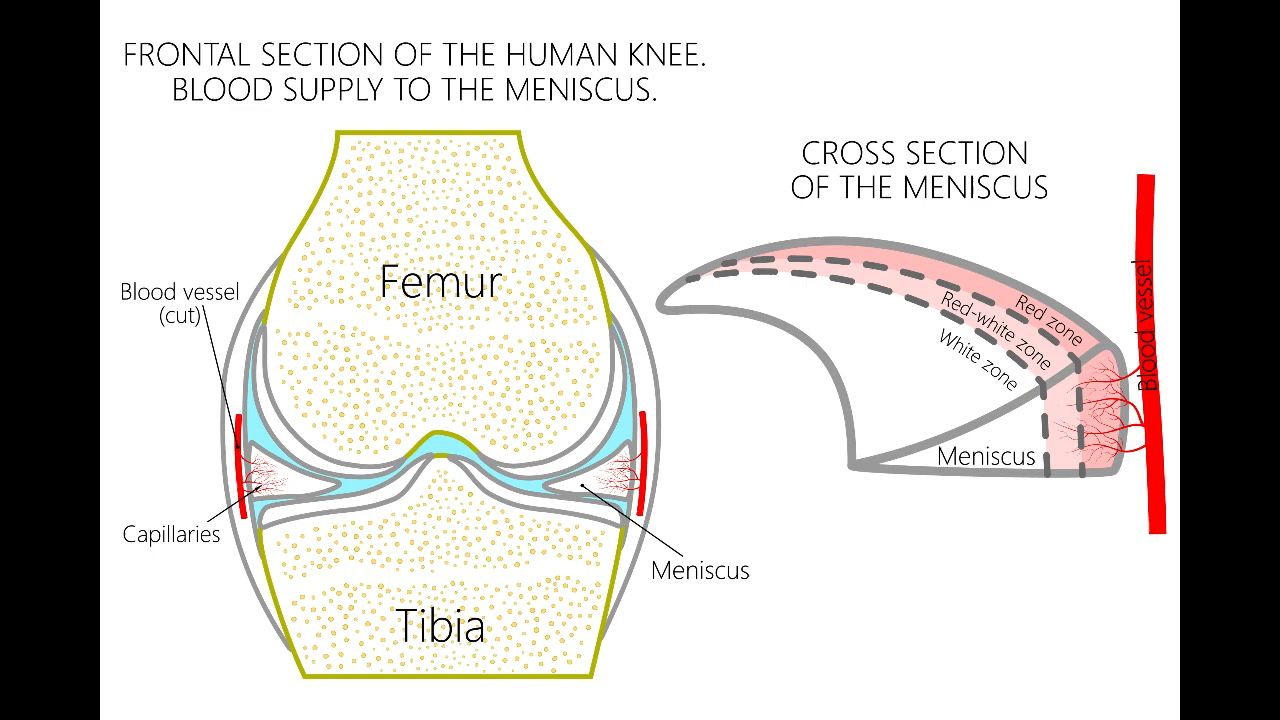 FRONTAL SECTION OF THE HUMAN KNEE.
BLOOD SUPPLY TO THE MENISCUS.
CROSS SECTION
OF THE MENISCUS
Femur
Blood vessel
(cut)
Capillaries
Meniscus
Tibia
Red zone
Red-white zone
White zone
Meniscus
Blood vessel